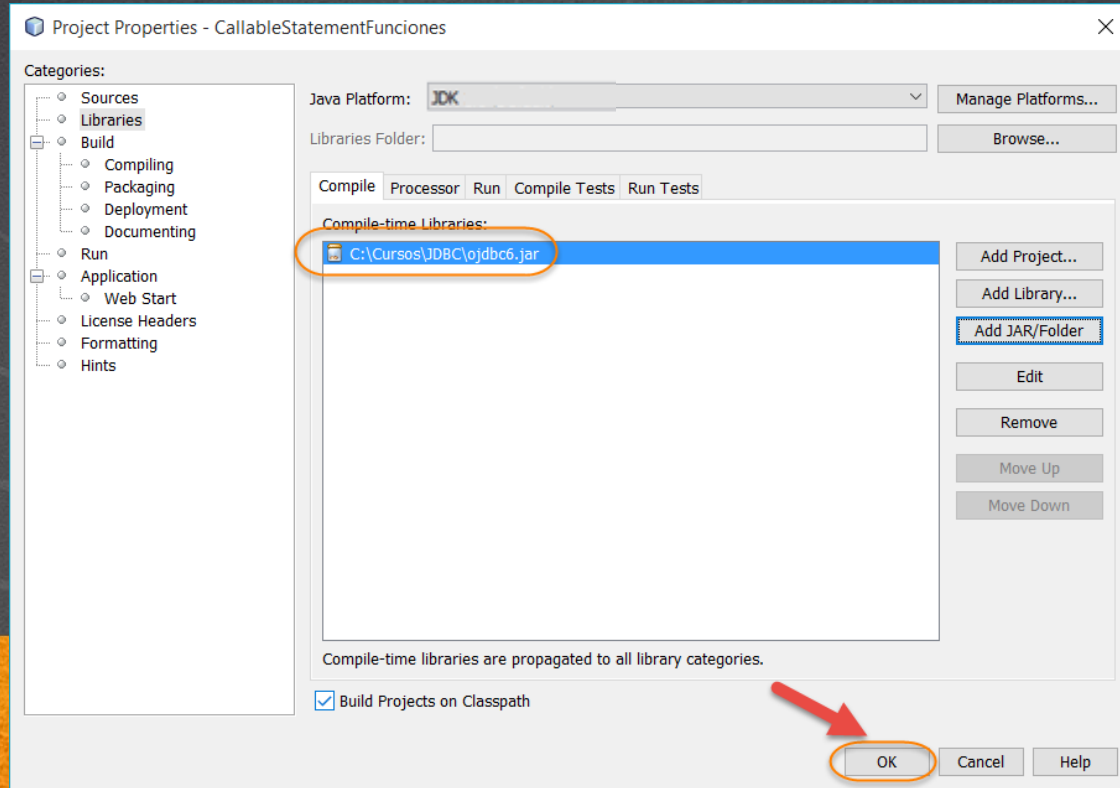 Project Properties - CallableStatementFunciones
Categories:
Sources
Libraries
Build
Compiling
Packaging
Deployment
Documenting
Run
Application
Web Start
License Headers
Formatting
Hints
Java Platform: JDK
Manage Platforms...
Libraries Folder:
Browse...
Compile Processor Run Compile Tests Run Tests
Compile-time Libraries:
C:\Cursos\JDBC\ojdbc6.jar
Add Project...
Add Library...
Add JAR/Folder
Edit
Remove
Move Up
Move Down
Compile-time libraries are propagated to all library categories.
Build Projects on Classpath
OK Cancel Help